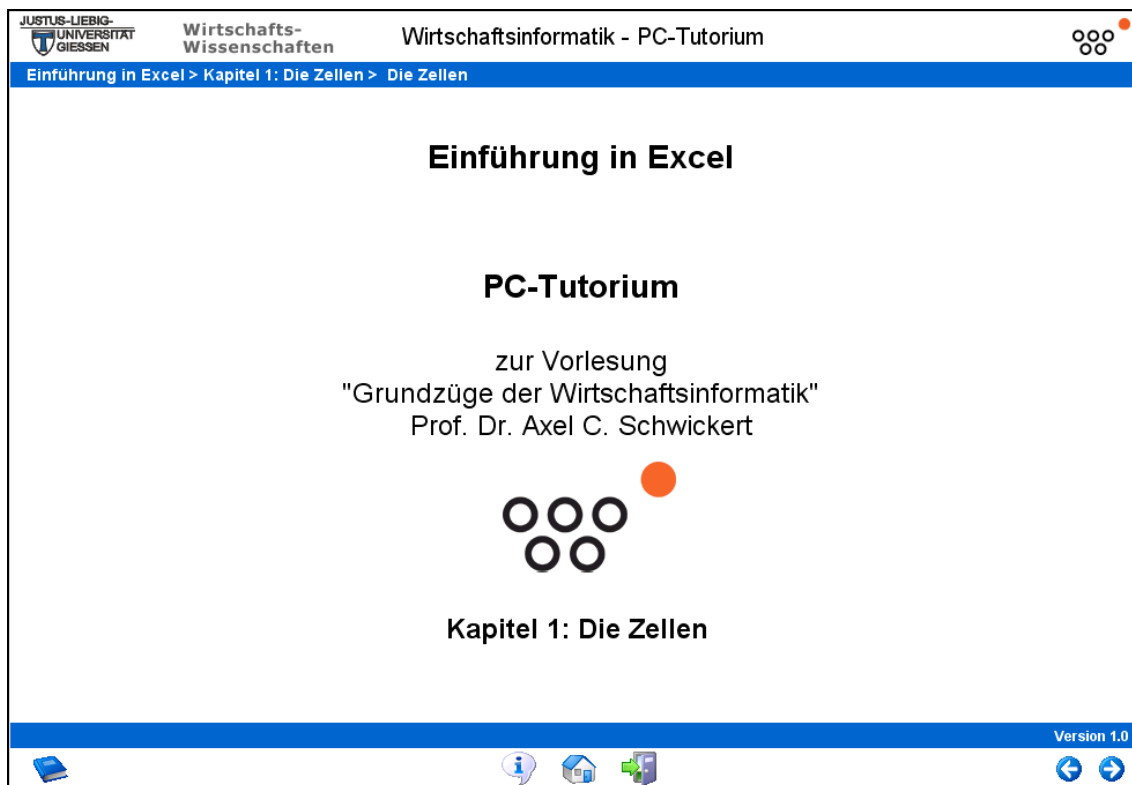 JUSTUS-LIEBIG-
UNIVERSITÄT
GIESSEN
Wirtschafts-
Wissenschaften
Wirtschaftsinformatik - PC-Tutorium
Einführung in Excel > Kapitel 1: Die Zellen > Die Zellen
Einführung in Excel
PC-Tutorium
zur Vorlesung
"Grundzüge der Wirtschaftsinformatik"
Prof. Dr. Axel C. Schwickert
Kapitel 1: Die Zellen
Version 1.0